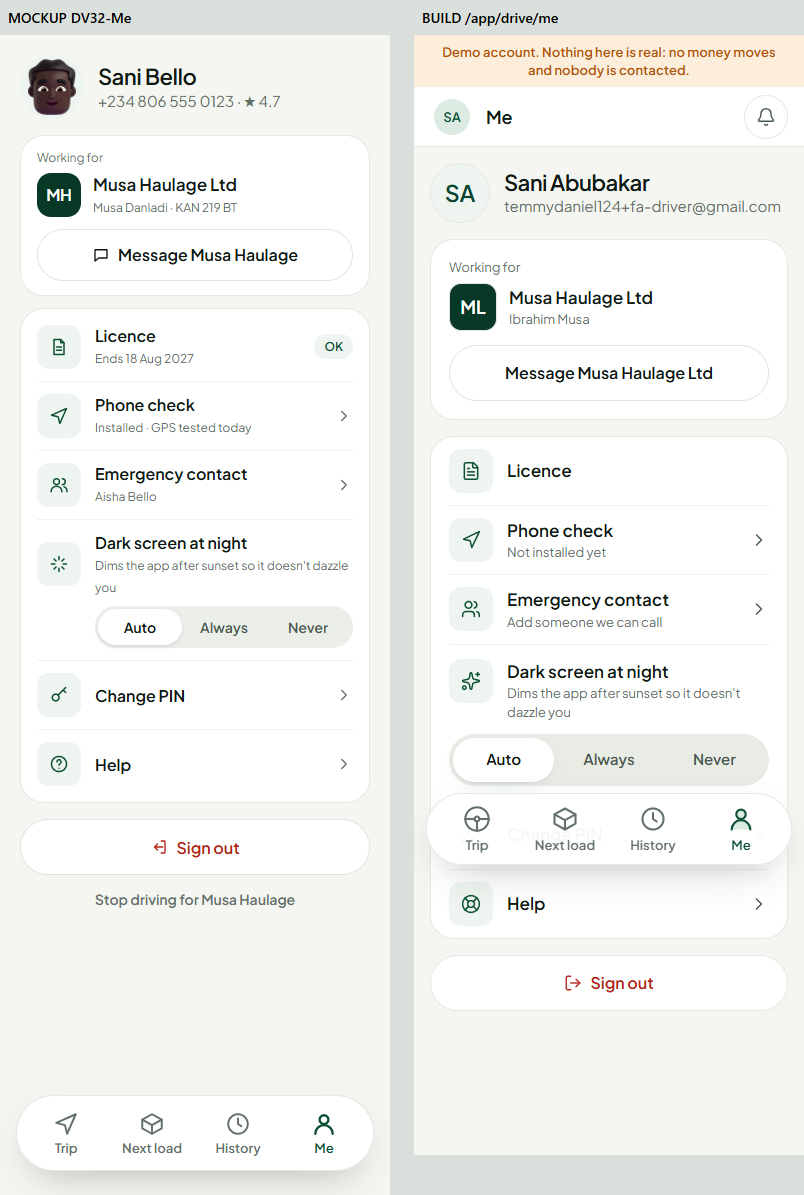 MOCKUP DV32-Me
Sani Bello
+234 806 555 0123 · ★ 4.7
Working for
MH
Musa Haulage Ltd
Musa Danladi · KAN 219 BT
Message Musa Haulage
Licence
Ends 18 Aug 2027
OK
Phone check
Installed · GPS tested today
Emergency contact
Aisha Bello
Dark screen at night
Dims the app after sunset so it doesn't dazzle
you
Auto
Always
Never
Change PIN
Help
Sign out
Stop driving for Musa Haulage
Trip
Next load
History
Me
BUILD /app/drive/me
Demo account. Nothing here is real: no money moves
and nobody is contacted.
SA
Me
SA
Sani Abubakar
temmydaniel124+fa-driver@gmail.com
Working for
ML
Musa Haulage Ltd
Ibrahim Musa
Message Musa Haulage Ltd
Licence
Phone check
Not installed yet
Emergency contact
Add someone we can call
Dark screen at night
Dims the app after sunset so it doesn't
dazzle you
Auto
Always
Never
Change PIN
Trip
Next load
History
Me
Help
Sign out